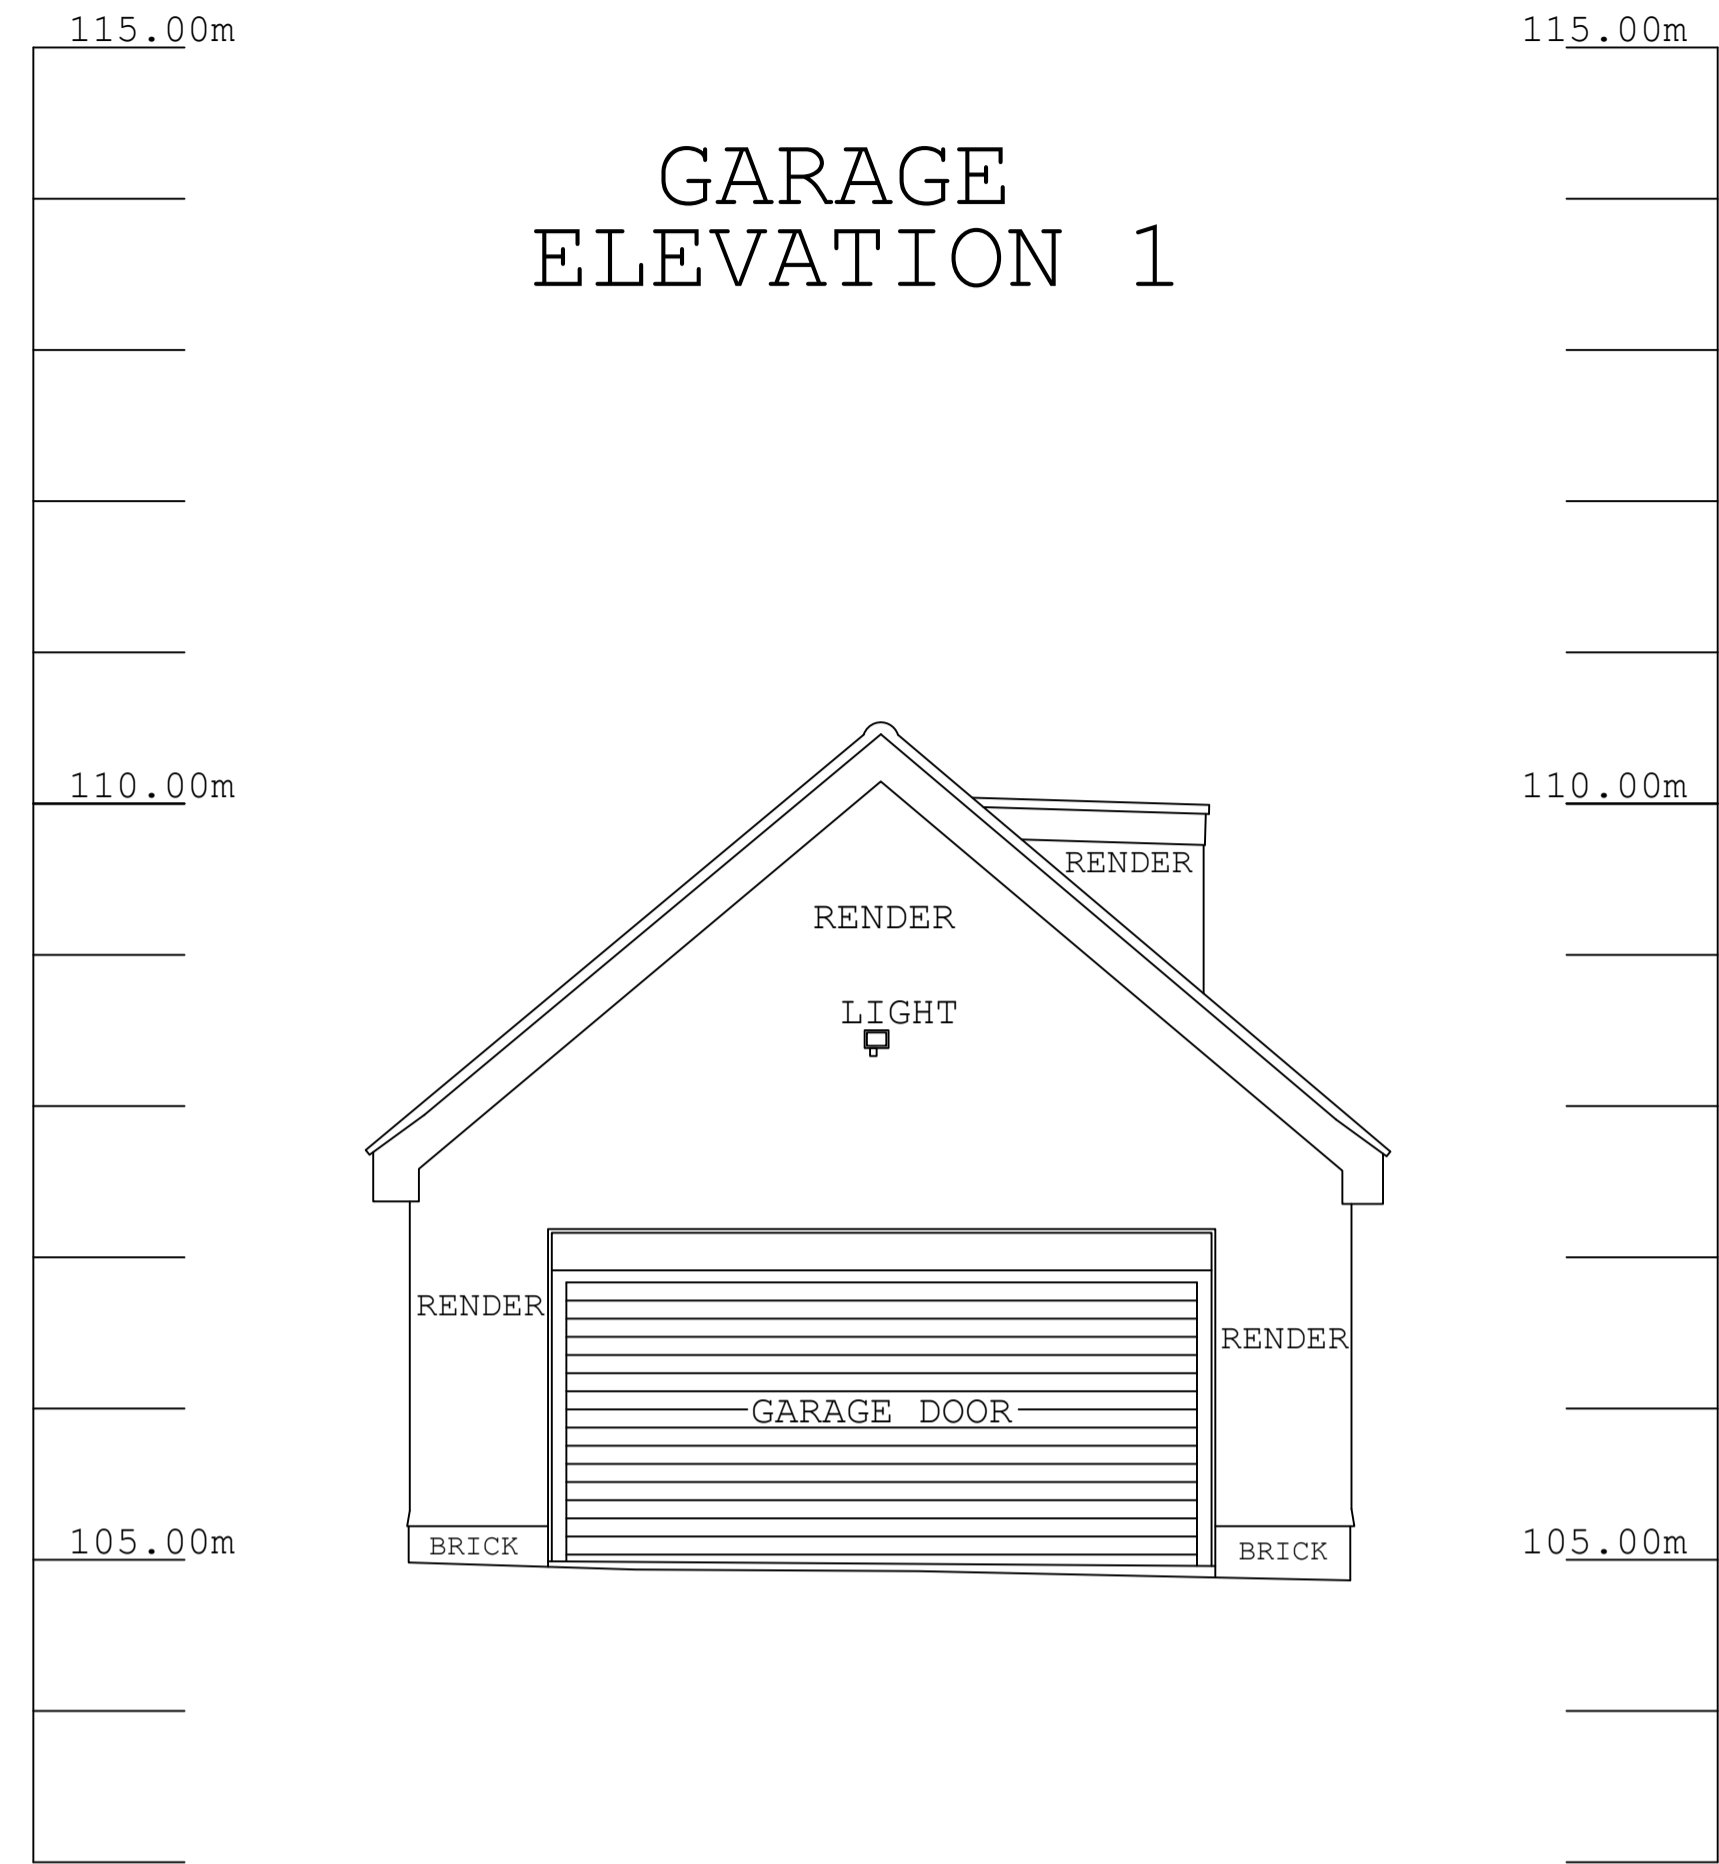 115.00m 115.00m
GARAGE
ELEVATION 1
110.00m 110.00m
RENDER
RENDER
LIGHT
RENDER
RENDER
GARAGE DOOR
105.00m BRICK BRICK 105.00m